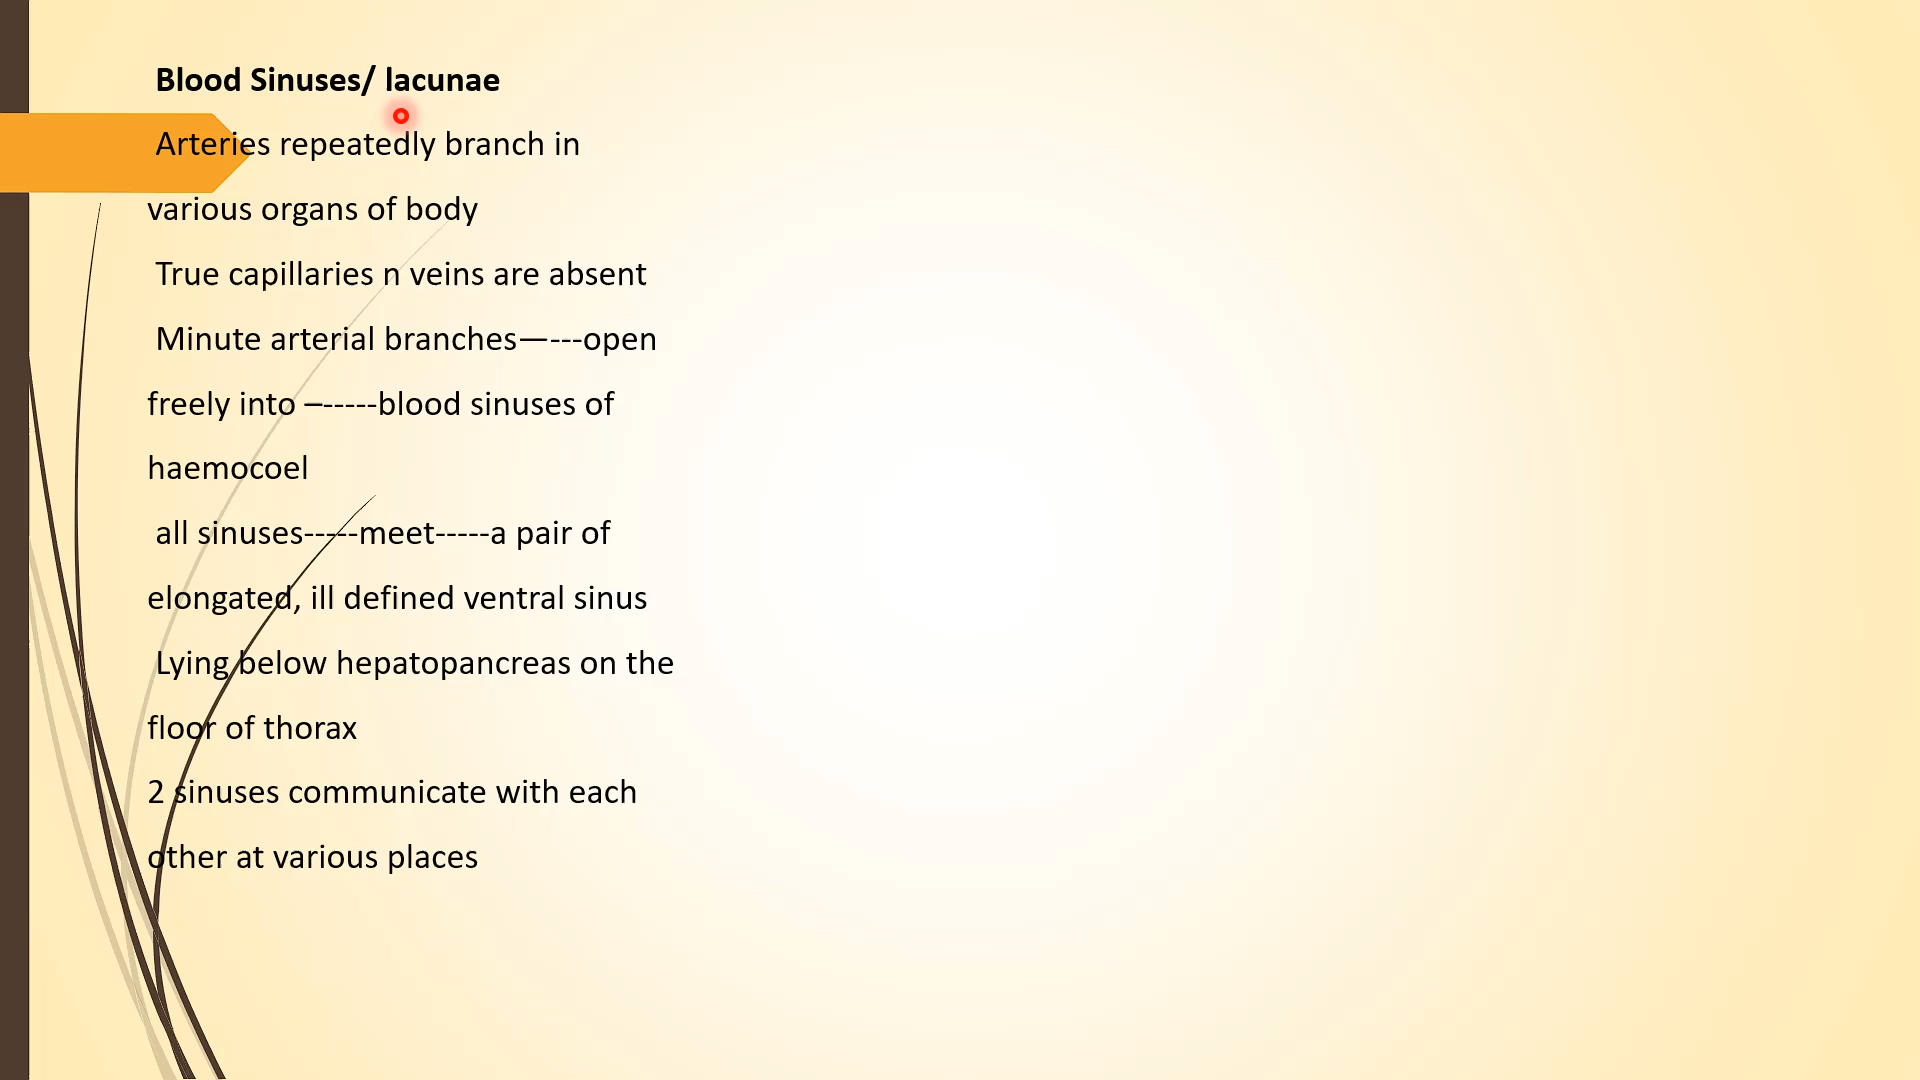 Blood Sinuses/ lacunae
Arteries repeatedly branch in
various organs of body
True capillaries n veins are absent
Minute arterial branches—---open
freely into –-----blood sinuses of
haemocoel
all sinuses-----meet-----a pair of
elongated, ill defined ventral sinus
Lying below hepatopancreas on the
floor of thorax
2 sinuses communicate with each
other at various places